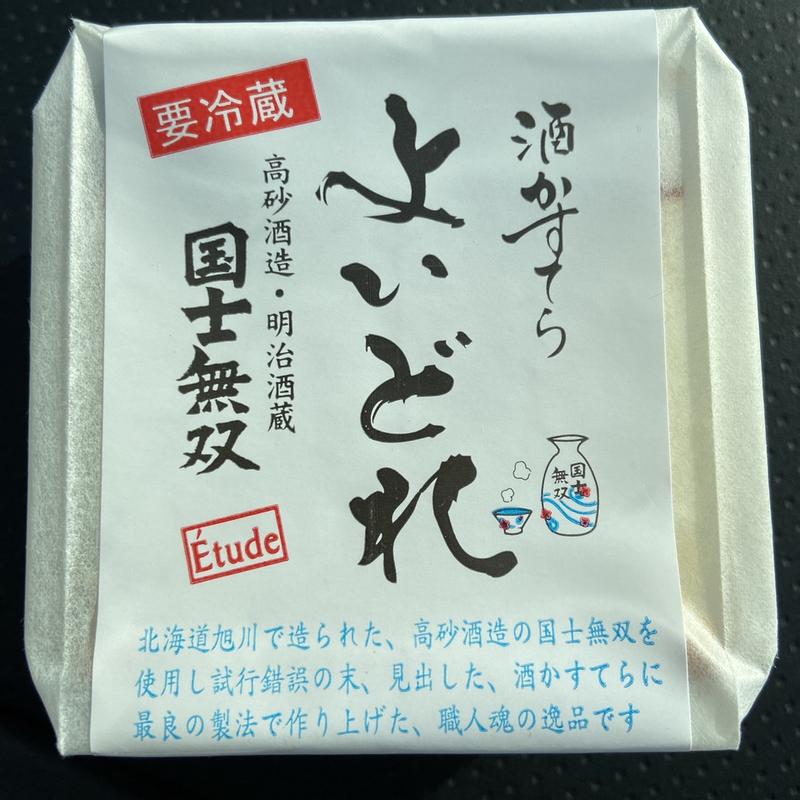 要冷蔵
酒かすてら
よいどれ
高砂酒造・明治酒蔵
国士無双
Étude
国士
無双
北海道旭川で造られた、高砂酒造の国士無双を
使用し試行錯誤の末、見出した、酒かすてらに
最良の製法で作り上げた、職人魂の逸品です